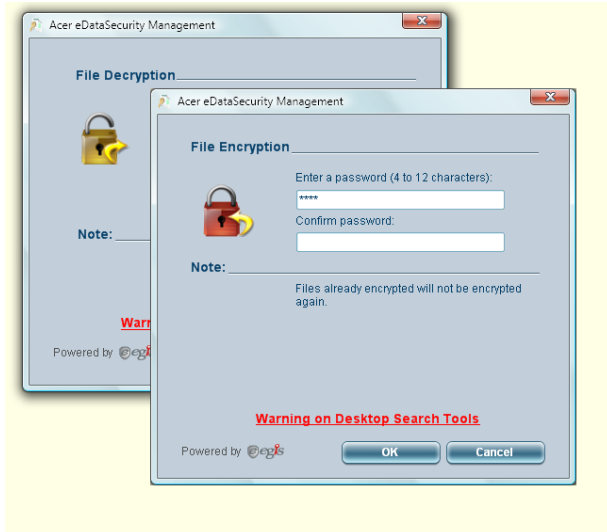 Acer eDataSecurity Management
File Decryption
Note:
Warn
Powered by egis
Acer eDataSecurity Management
File Encryption
Enter a password (4 to 12 characters):
****
Confirm password:
Note:
Files already encrypted will not be encrypted
again.
Warning on Desktop Search Tools
Powered by egis
OK
Cancel